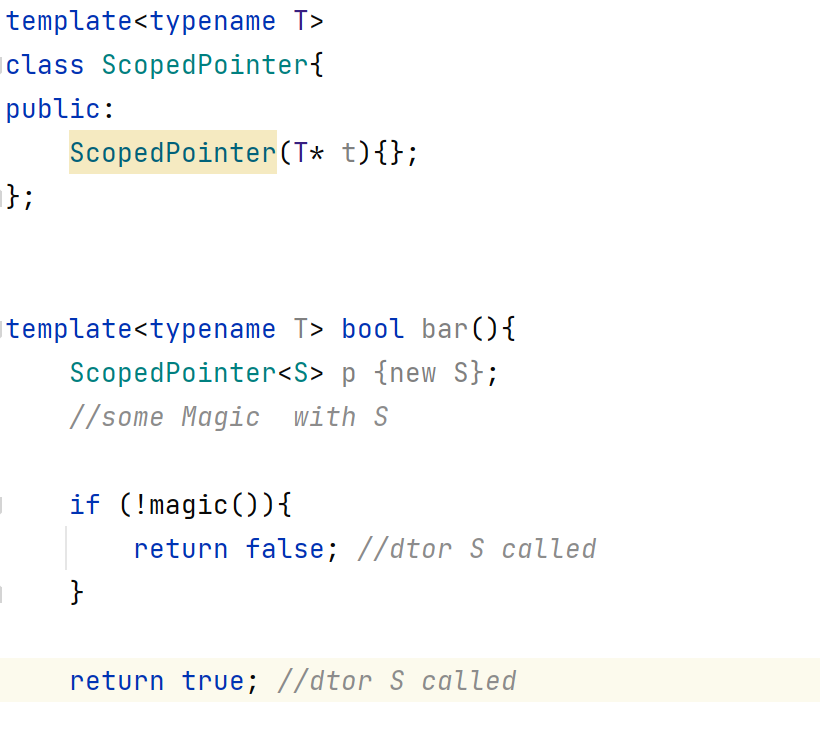 template<typename T>
class ScopedPointer{
public:
    ScopedPointer(T* t){};
};
template<typename T> bool bar(){
    ScopedPointer<S> p {new S};
    //some Magic  with S
    if (!magic()){
        return false; //dtor S called
    }
    return true; //dtor S called